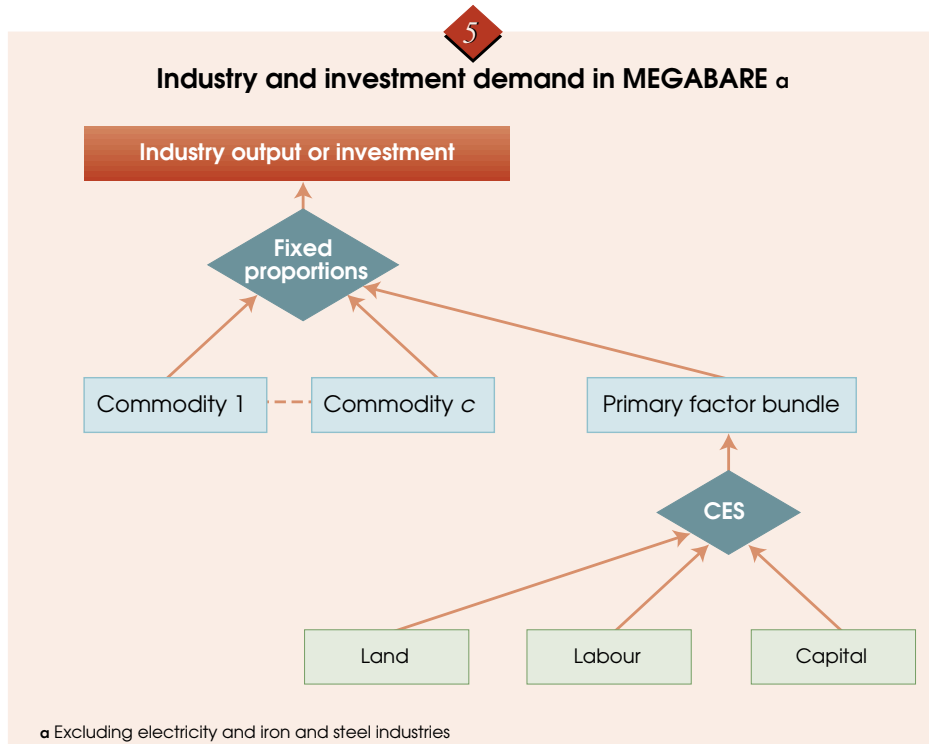 5
Industry and investment demand in MEGABARE a
Industry output or investment
Fixed
proportions
Commodity 1
Commodity c
Primary factor bundle
CES
Land
Labour
Capital
a Excluding electricity and iron and steel industries